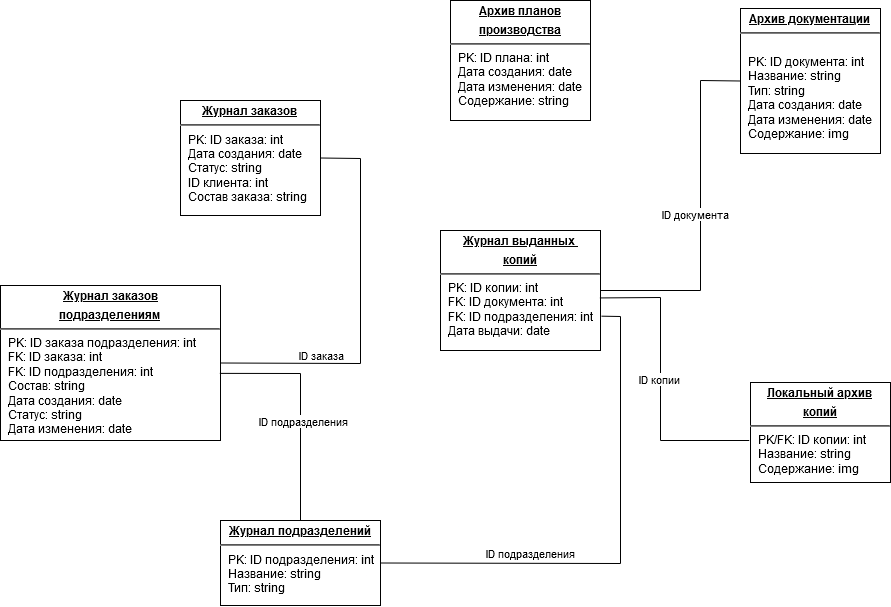 Архив планов
производства
PK: ID плана: int
Дата создания: date
Дата изменения: date
Содержание: string
Архив документации
PK: ID документа: int
Название: string
Тип: string
Дата создания: date
Дата изменения: date
Содержание: img
Журнал заказов
PK: ID заказа: int
Дата создания: date
Статус: string
ID клиента: int
Состав заказа: string
ID документа
Журнал выданных
копий
PK: ID копии: int
FK: ID документа: int
FK: ID подразделения: int
Дата выдачи: date
Журнал заказов
подразделениям
PK: ID заказа подразделения: int
FK: ID заказа: int
FK: ID подразделения: int
Состав: string
Дата создания: date
Статус: string
Дата изменения: date
ID заказа
ID копии
ID подразделения
Локальный архив
копий
PK/FK: ID копии: int
Название: string
Содержание: img
Журнал подразделений
PK: ID подразделения: int
Название: string
Тип: string
ID подразделения